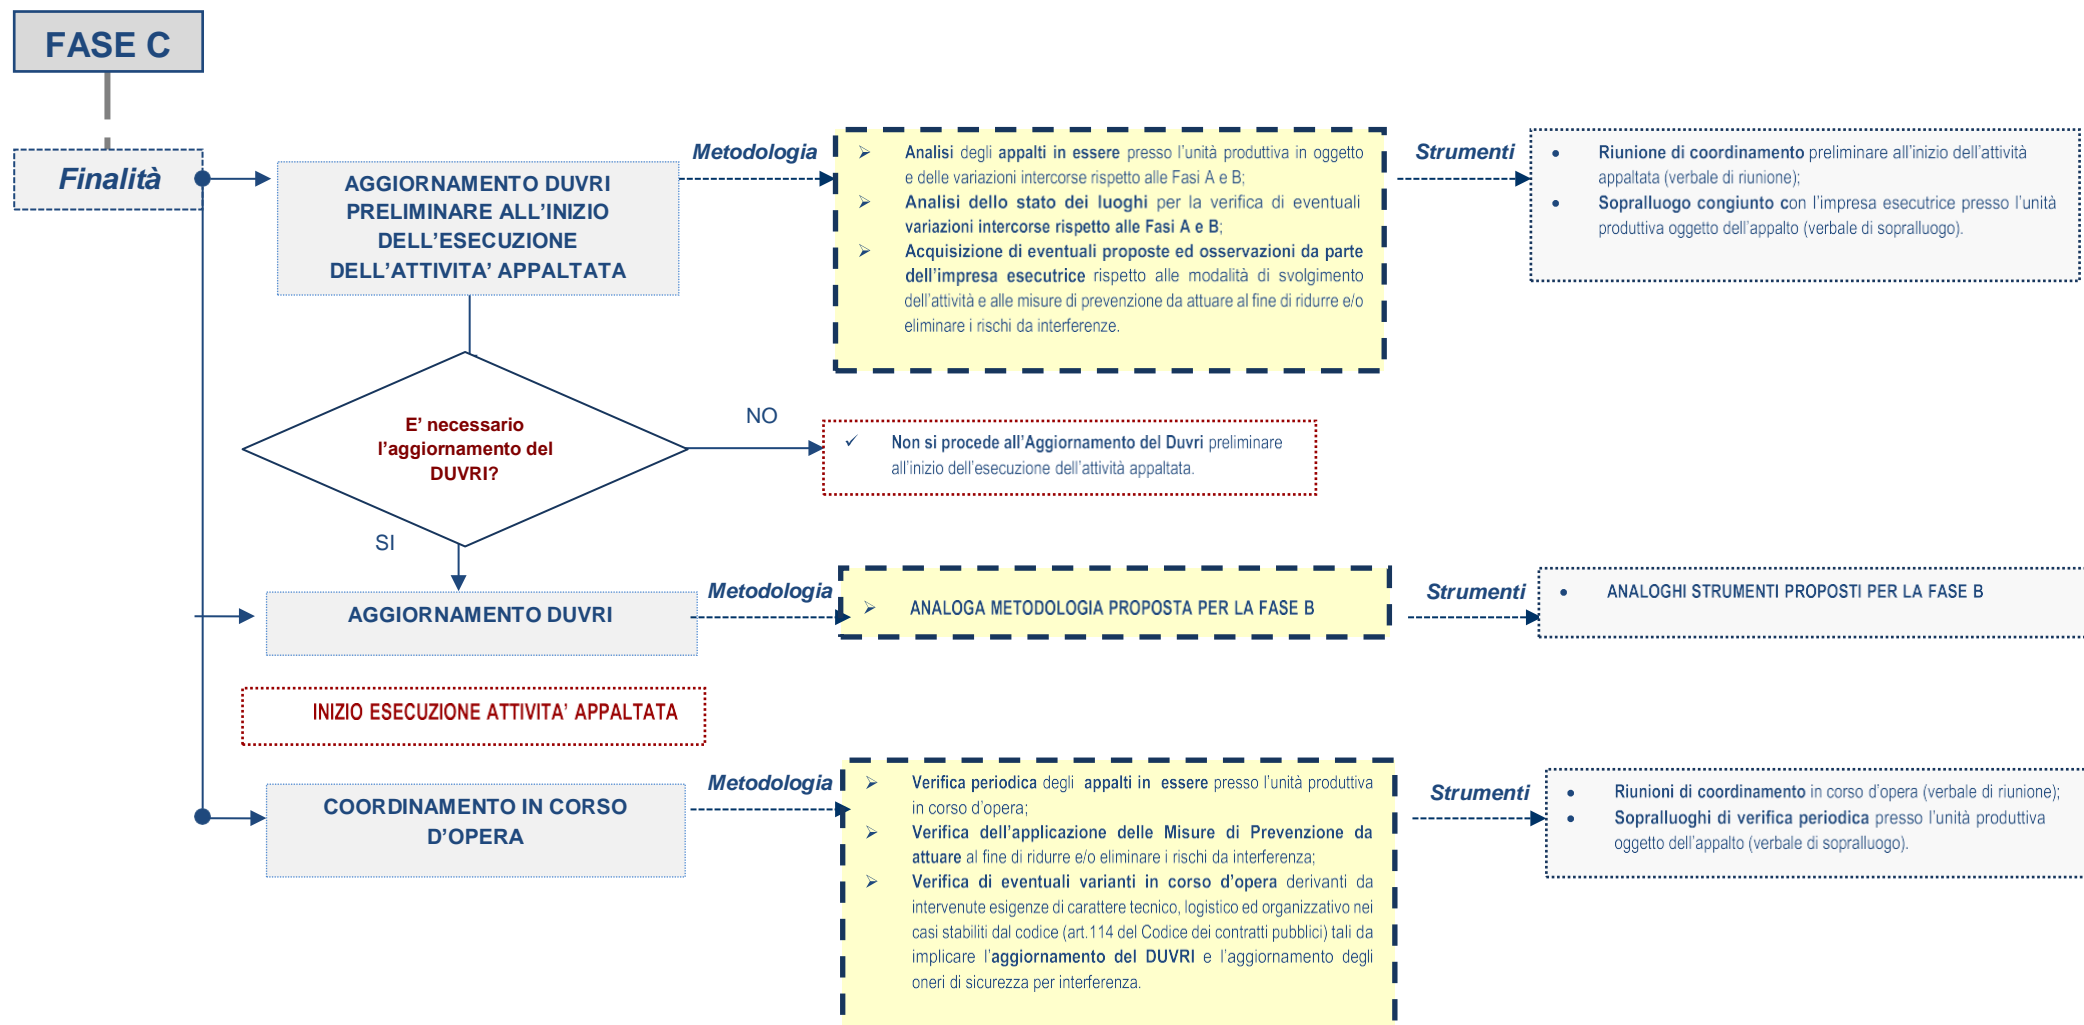 FASE C
Finalità
AGGIORNAMENTO DUVRI
PRELIMINARE ALL'INIZIO
DELL'ESECUZIONE
DELL'ATTIVITA' APPALTATA
Metodologia
➢ Analisi degli appalti in essere presso l'unità produttiva in oggetto
e delle variazioni intercorse rispetto alle Fasi A e B;
➢ Analisi dello stato dei luoghi per la verifica di eventuali
variazioni intercorse rispetto alle Fasi A e B;
➢ Acquisizione di eventuali proposte ed osservazioni da parte
dell'impresa esecutrice rispetto alle modalità di svolgimento
dell'attività e alle misure di prevenzione da attuare al fine di ridurre e/o
eliminare i rischi da interferenze.
Strumenti
• Riunione di coordinamento preliminare all'inizio dell'attività
appaltata (verbale di riunione);
• Sopralluogo congiunto con l'impresa esecutrice presso l'unità
produttiva oggetto dell'appalto (verbale di sopralluogo).
E' necessario
l'aggiornamento del
DUVRI?
NO
✓ Non si procede all'Aggiornamento del Duvri preliminare
all'inizio dell'esecuzione dell'attività appaltata.
SI
AGGIORNAMENTO DUVRI
Metodologia
➢ ANALOGA METODOLOGIA PROPOSTA PER LA FASE B
Strumenti
• ANALOGHI STRUMENTI PROPOSTI PER LA FASE B
INIZIO ESECUZIONE ATTIVITA' APPALTATA
COORDINAMENTO IN CORSO
D'OPERA
Metodologia
➢ Verifica periodica degli appalti in essere presso l'unità produttiva
in corso d'opera;
➢ Verifica dell'applicazione delle Misure di Prevenzione da
attuare al fine di ridurre e/o eliminare i rischi da interferenza;
➢ Verifica di eventuali varianti in corso d'opera derivanti da
intervenute esigenze di carattere tecnico, logistico ed organizzativo nei
casi stabiliti dal codice (art.114 del Codice dei contratti pubblici) tali da
implicare l'aggiornamento del DUVRI e l'aggiornamento degli
oneri di sicurezza per interferenza.
Strumenti
• Riunioni di coordinamento in corso d'opera (verbale di riunione);
• Sopralluoghi di verifica periodica presso l'unità produttiva
oggetto dell'appalto (verbale di sopralluogo).